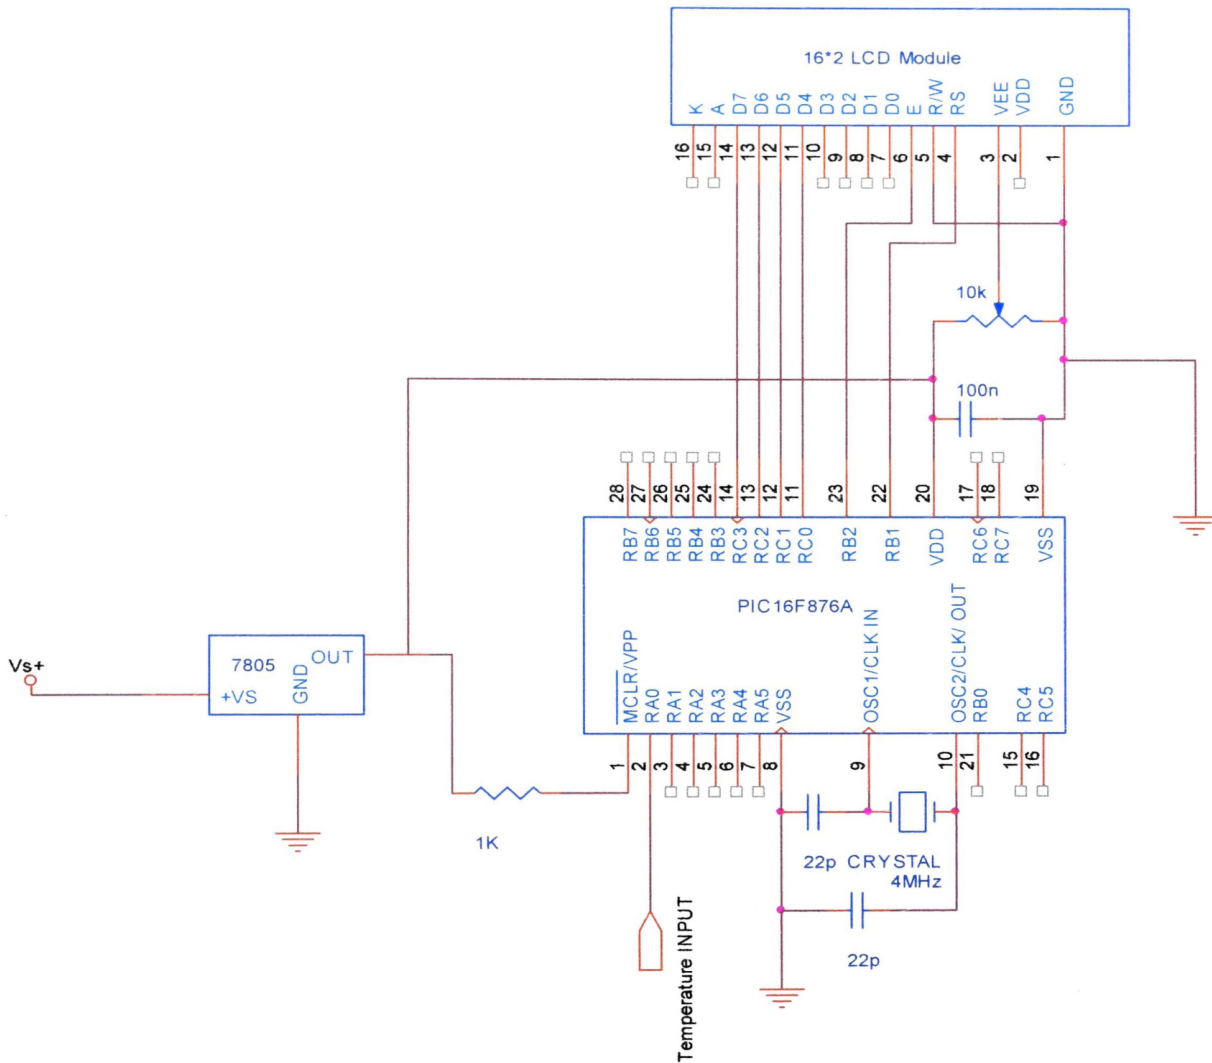 16*2 LCD Module
K
A
D7
D6
D5
D4
D3
D2
D1
D0
E
R/W
RS
VEE
VDD
GND
16
15
14
13
12
11
10
9
8
7
6
5
4
3
2
1
10k
100n
28
27
26
25
24
14
13
12
11
23
22
20
17
18
19
RB7
RB6
RB5
RB4
RB3
RC3
RC2
RC1
RC0
RB2
RB1
VDD
RC6
RC7
VSS
PIC16F876A
MCLR/VPP
RA0
RA1
RA2
RA3
RA4
RA5
VSS
OSC1/CLK IN
OSC2/CLK/ OUT
RB0
RC4
RC5
1
2
3
4
5
6
7
8
9
10
21
15
16
Vs+
7805
OUT
+VS
GND
1K
22p
CRYSTAL
4MHz
22p
Temperature INPUT